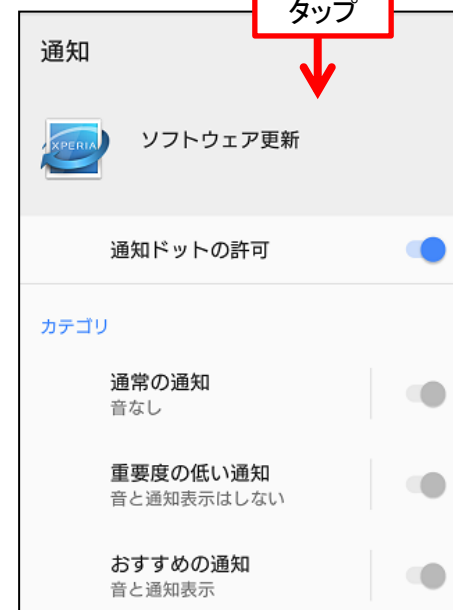 タップ
通知
XPERIA
ソフトウェア更新
通知ドットの許可
カテゴリ
通常の通知
音なし
重要度の低い通知
音と通知表示はしない
おすすめの通知
音と通知表示